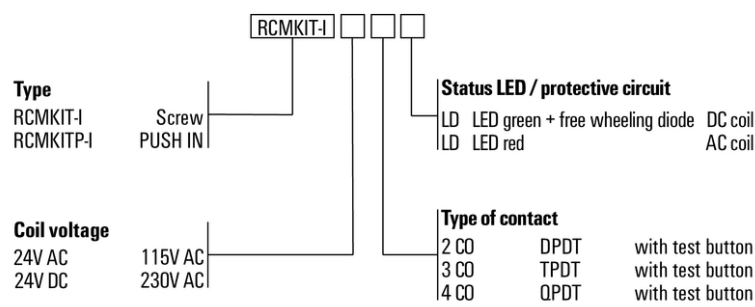 RCMKIT-I
Type
RCMKIT-I Screw
RCMKITP-I PUSH IN
Status LED / protective circuit
LD LED green + free wheeling diode DC coil
LD LED red AC coil
Coil voltage
24V AC 115V AC
24V DC 230V AC
Type of contact
2 CO DPDT with test button
3 CO TPDT with test button
4 CO QPDT with test button